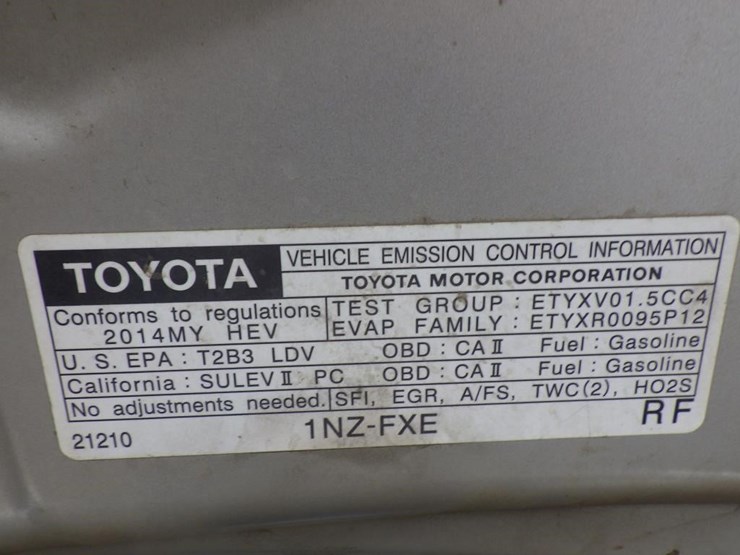 TOYOTA
VEHICLE EMISSION CONTROL INFORMATION
TOYOTA MOTOR CORPORATION
Conforms to regulations
2014MY HEV
TEST GROUP : ETYXV01.5CC4
EVAP FAMILY : ETYXR0095P12
U. S. EPA : T2B3 LDV OBD : CA II Fuel : Gasoline
California : SULEV II PC OBD : CA II Fuel : Gasoline
No adjustments needed. SFI, EGR, A/FS, TWC(2), HO2S
21210 1NZ-FXE RF